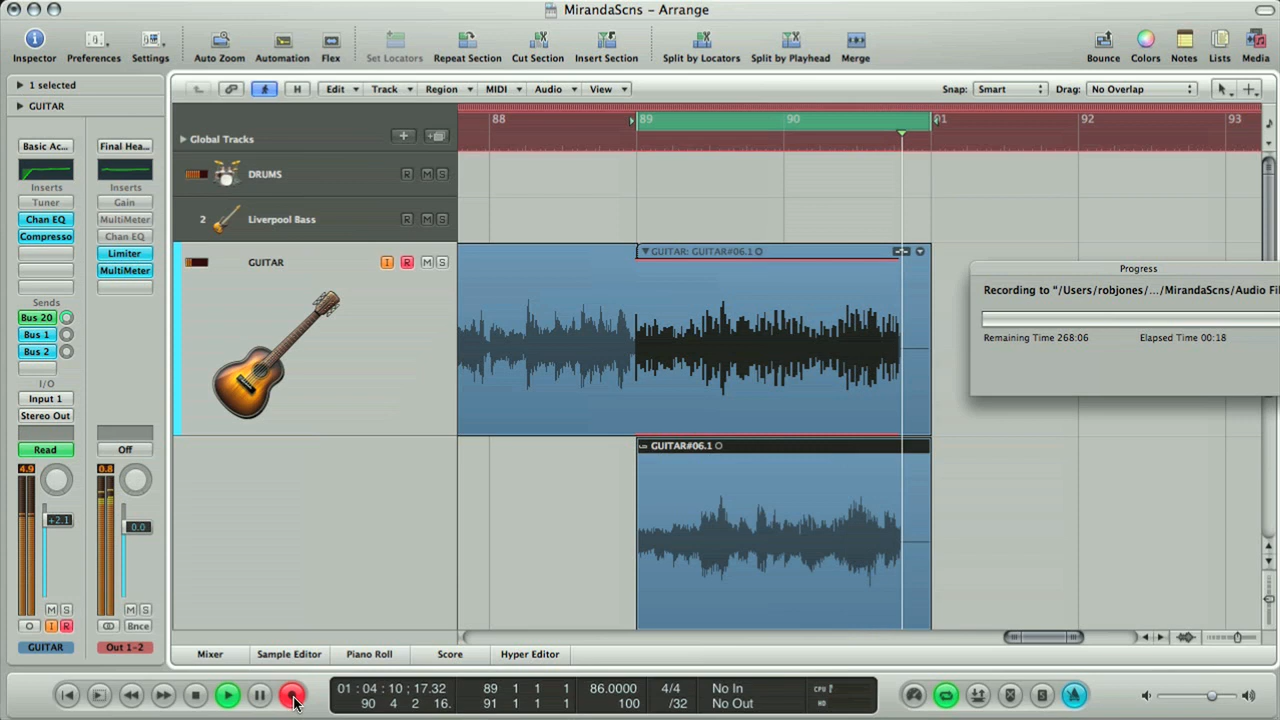 MirandaScns - Arrange
Inspector Preferences Settings Auto Zoom Automation Flex Set Locators Repeat Section Cut Section Insert Section Split by Locators Split by Playhead Merge Bounce Colors Notes Lists Media
1 selected
H Edit Track Region MIDI Audio View Snap: Smart Drag: No Overlap
GUITAR
88 89 90 91 92 93
Global Tracks
Basic Ac... Final Hea...
DRUMS R M S
Inserts Inserts
Tuner Gain
Chan EQ MultiMeter
2 Liverpool Bass R M S
Compresso Chan EQ
Limiter
MultiMeter
GUITAR: GUITAR#06.1
GUITAR I R M S
Progress
Recording to "/Users/robjones/.../MirandaScns/Audio Fil
Remaining Time 268:06 Elapsed Time 00:18
Sends
Bus 20
Bus 1
Bus 2
I/O
Input 1
Stereo Out
Read Off
GUITAR#06.1
4.9 0.8
+2.1 0.0
M S M S
I R Bnce
GUITAR Out 1-2
Mixer Sample Editor Piano Roll Score Hyper Editor
01 : 04 : 10 ; 17.32 89 1 1 1 86.0000 4/4 No In CPU
90 4 2 16. 91 1 1 1 100 /32 No Out HD
S